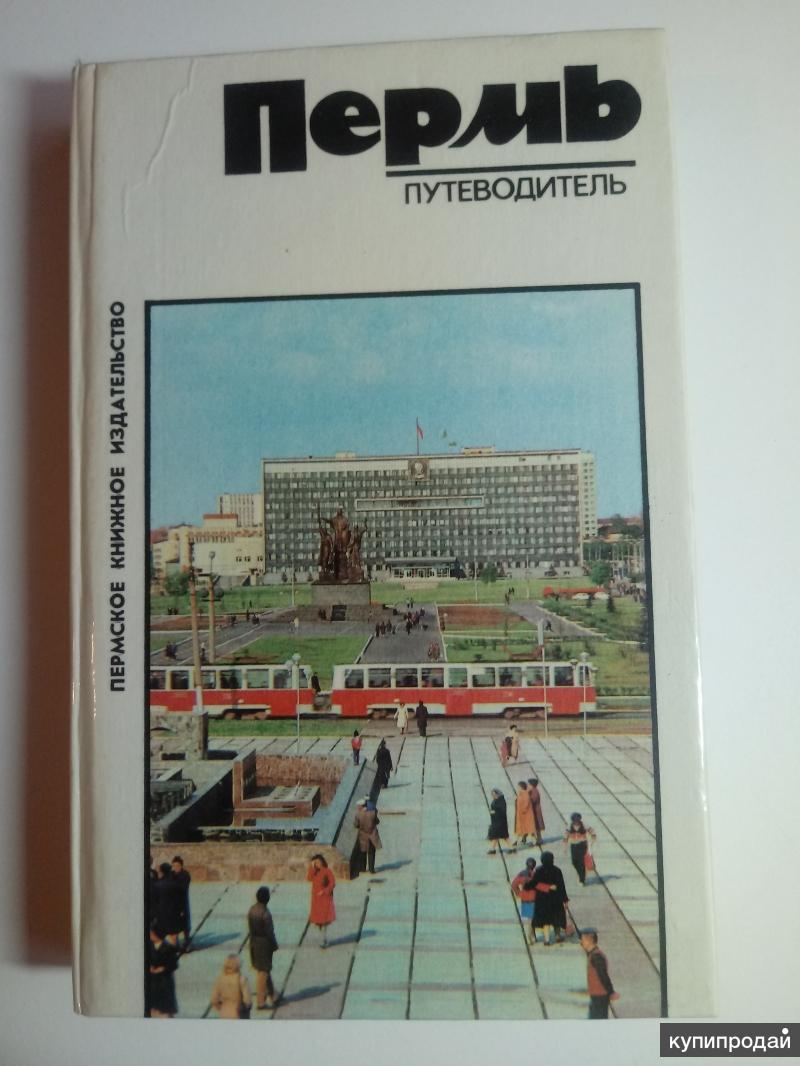 Пермь
ПУТЕВОДИТЕЛЬ
ПЕРМСКОЕ КНИЖНОЕ ИЗДАТЕЛЬСТВО
купипродай